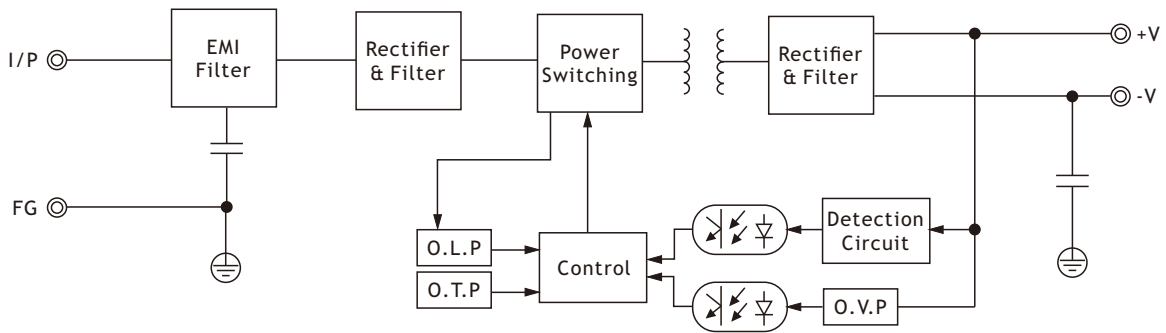 I/P
EMI
Filter
Rectifier
& Filter
Power
Switching
Rectifier
& Filter
+V
-V
FG
O.L.P
O.T.P
Control
Detection
Circuit
O.V.P